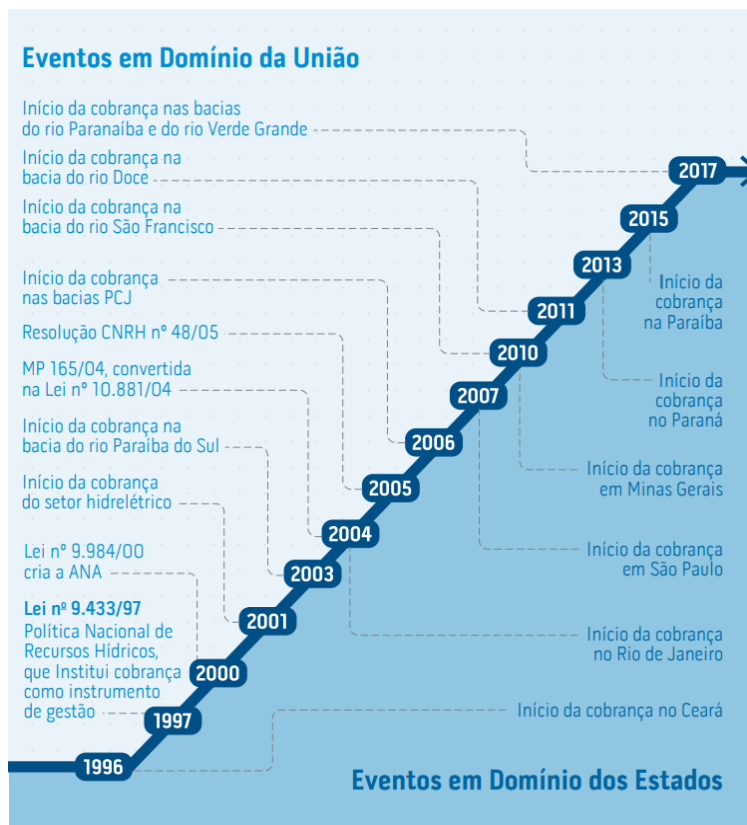 Eventos em Domínio da União
Início da cobrança nas bacias
do rio Paranaíba e do rio Verde Grande
Início da cobrança na
bacia do rio Doce
Início da cobrança na
bacia do rio São Francisco
Início da cobrança
nas bacias PCJ
Resolução CNRH nº 48/05
MP 165/04, convertida
na Lei nº 10.881/04
Início da cobrança na
bacia do rio Paraíba do Sul
Início da cobrança
do setor hidrelétrico
Lei nº 9.984/00
cria a ANA
Lei nº 9.433/97
Política Nacional de
Recursos Hídricos,
que Institui cobrança
como instrumento
de gestão
2017
2015
2013
2011
2010
2007
2006
2005
2004
2003
2001
2000
1997
1996
Início da
cobrança
na Paraíba
Início da
cobrança
no Paraná
Início da cobrança
em Minas Gerais
Início da cobrança
em São Paulo
Início da cobrança
no Rio de Janeiro
Início da cobrança no Ceará
Eventos em Domínio dos Estados